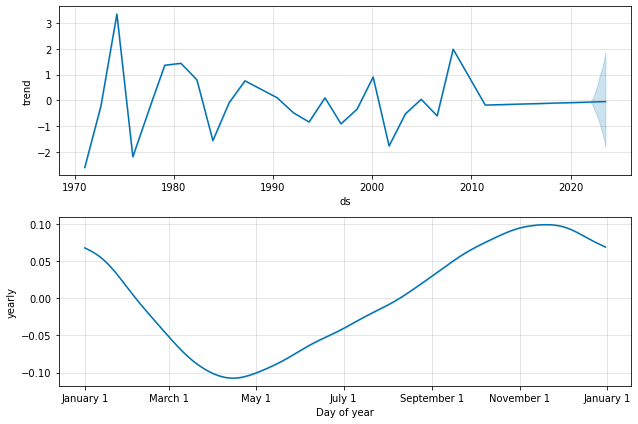 3
2
1
0
−1
−2
trend
1970
1980
1990
2000
2010
2020
ds
0.10
0.05
0.00
−0.05
−0.10
yearly
January 1
March 1
May 1
July 1
September 1
November 1
January 1
Day of year